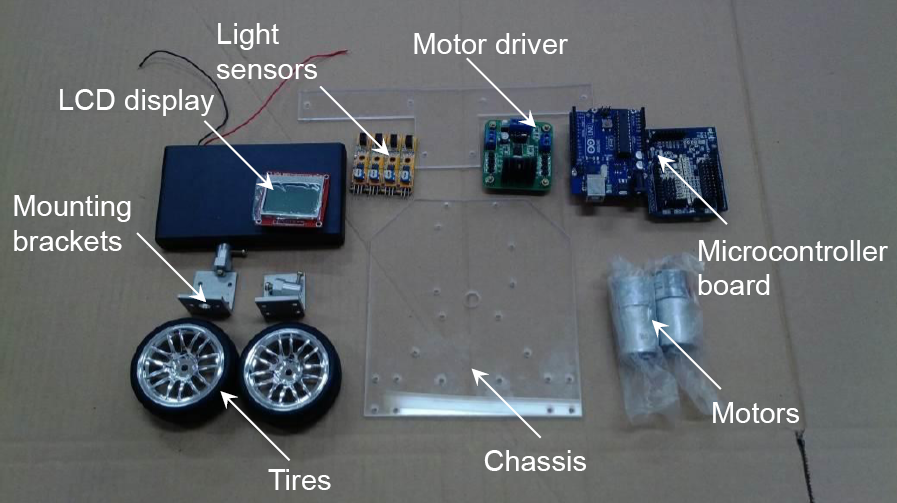 Light
sensors
Motor driver
LCD display
Mounting
brackets
Microcontroller
board
Motors
Chassis
Tires